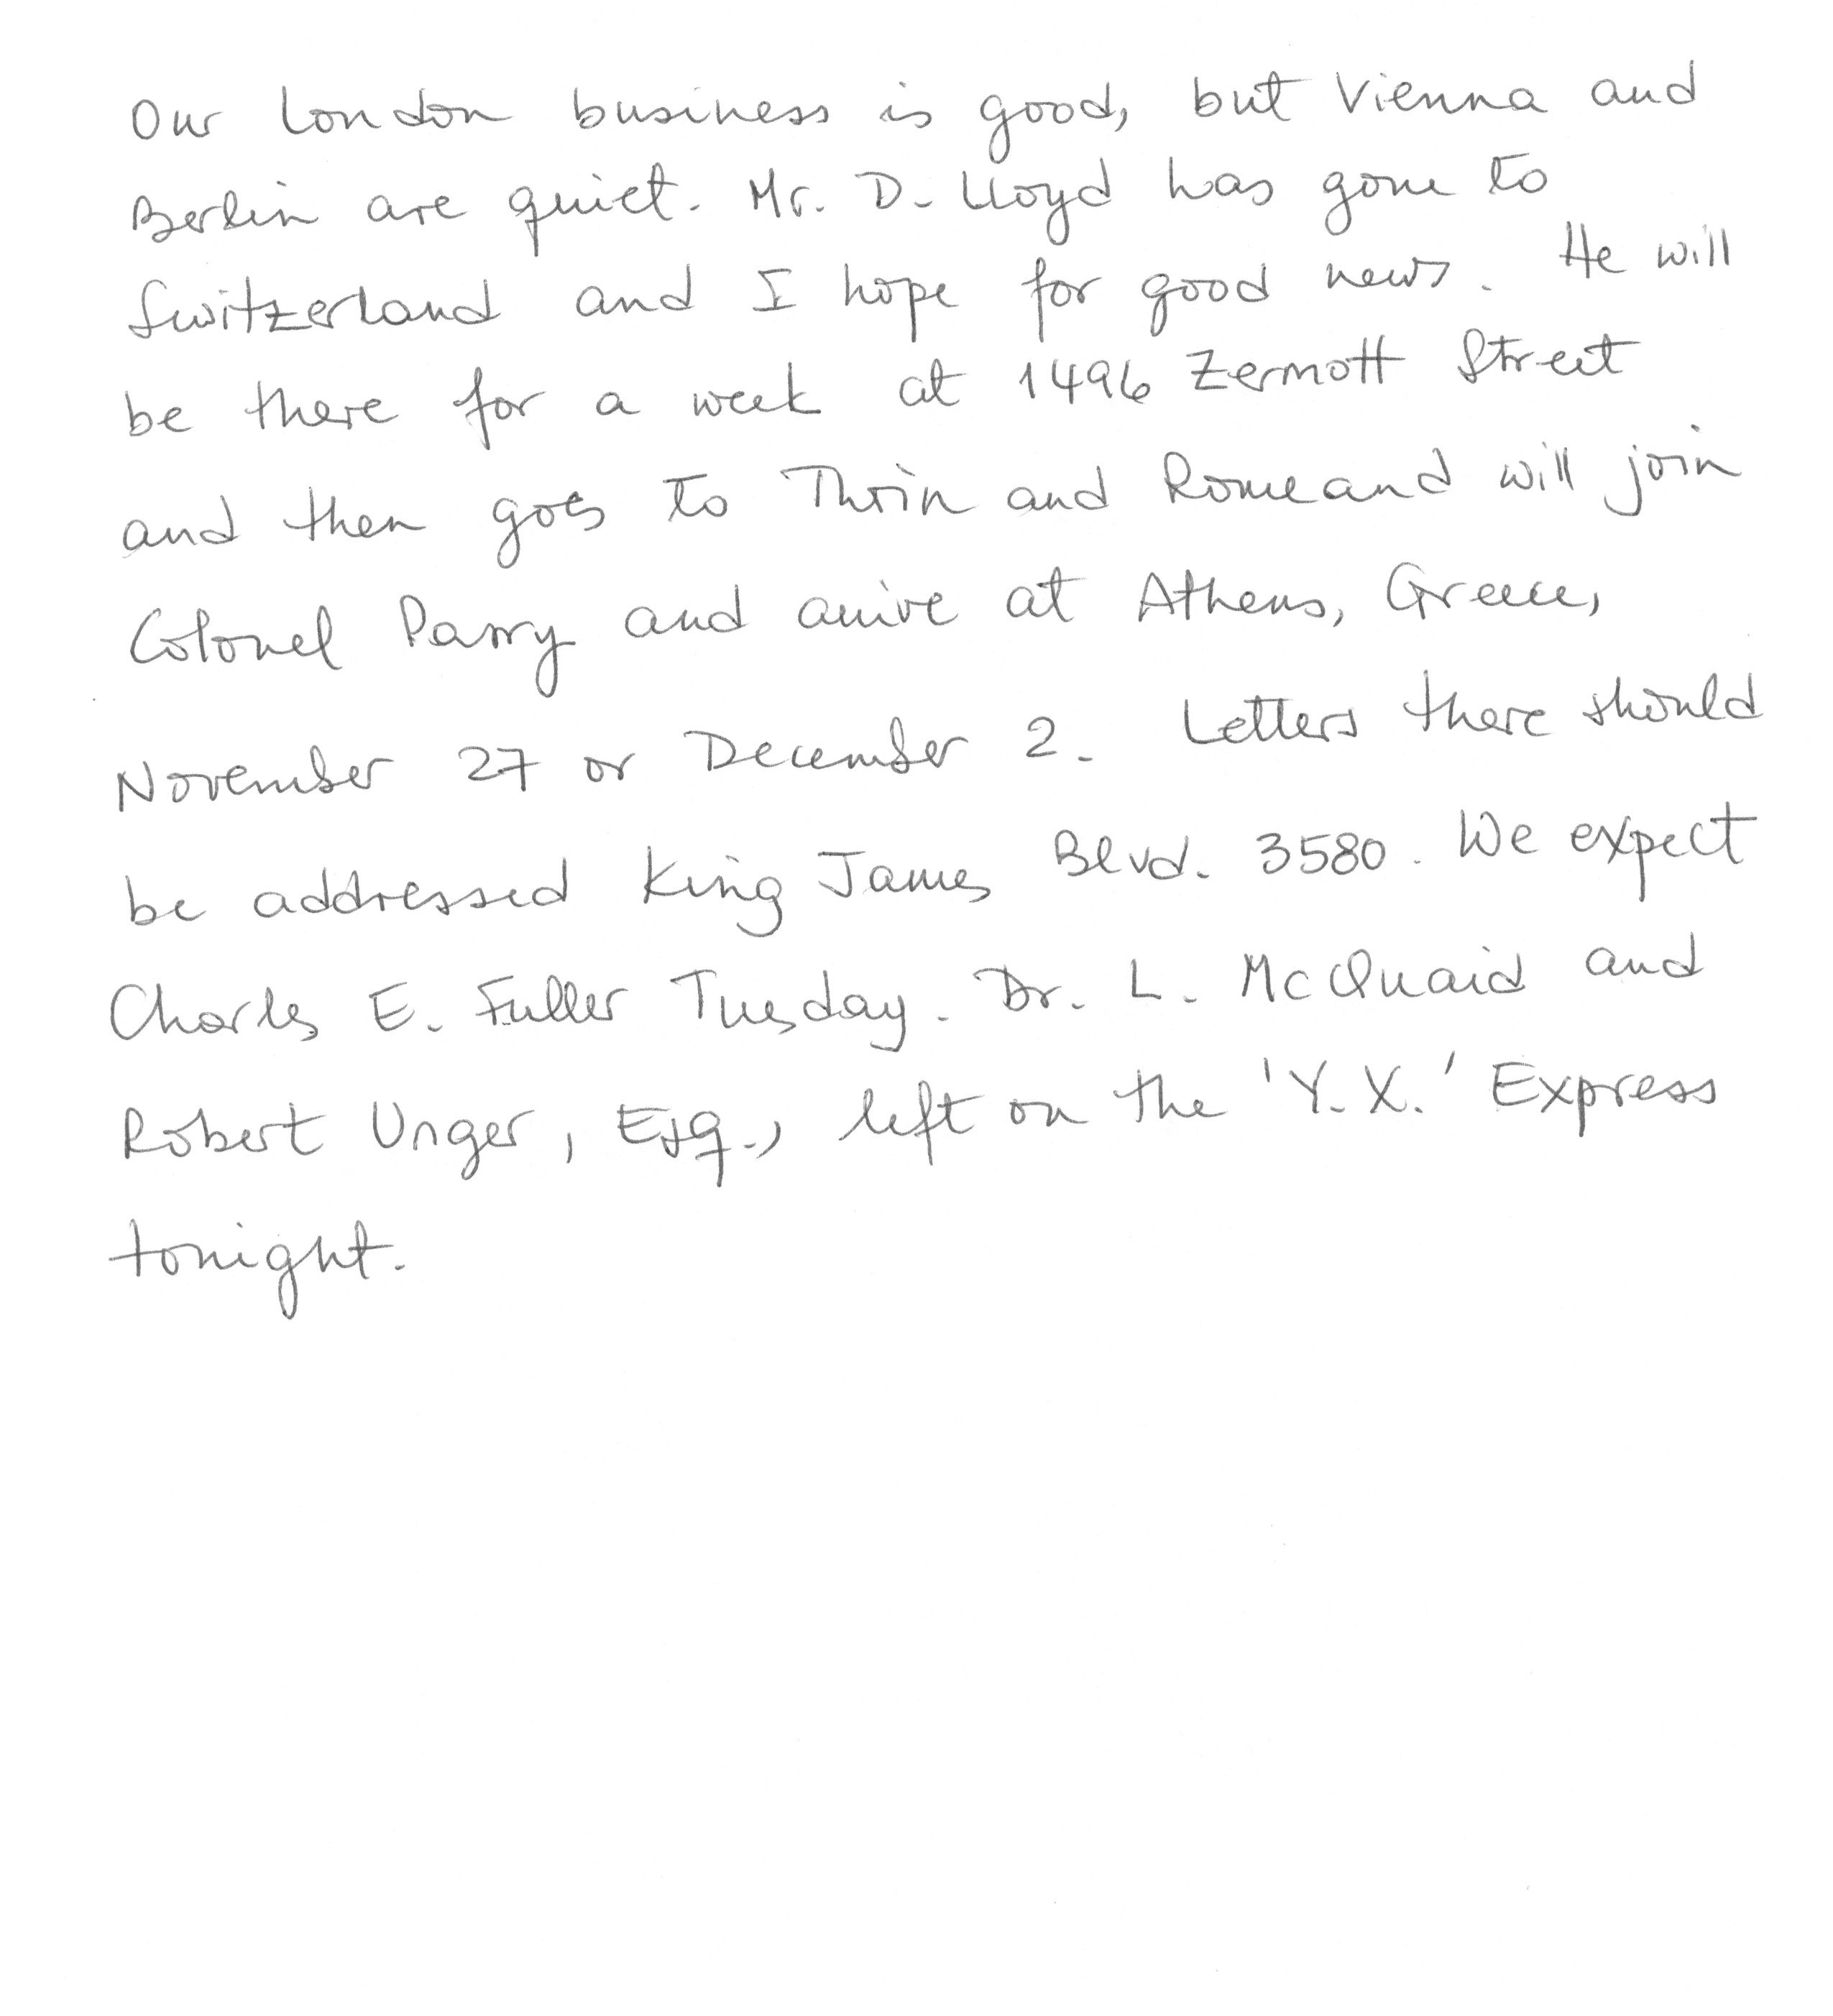 Our London business is good, but Vienna and
Berlin are quiet. Mr. D. Lloyd has gone to
Switzerland and I hope for good news. He will
be there for a week at 1496 Zermott Street
and then goes to Turin and Rome and will join
Colonel Parry and arrive at Athens, Greece,
November 27 or December 2. Letters there should
be addressed King James Blvd. 3580. We expect
Charles E. Fuller Tuesday. Dr. L. McQuaid and
Robert Unger, Esq., left on the 'Y.X.' Express
tonight.